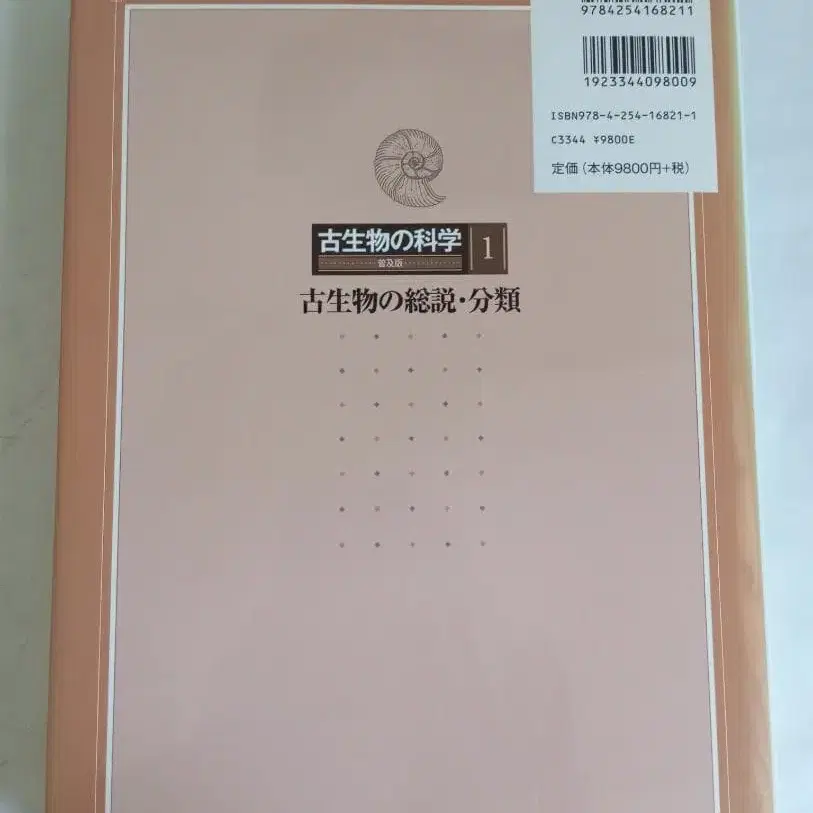 9784254168211
1923344098009
ISBN978-4-254-16821-1
C3344 ¥9800E
定価(本体9800円+税)
古生物の科学 1
普及版
古生物の総説・分類